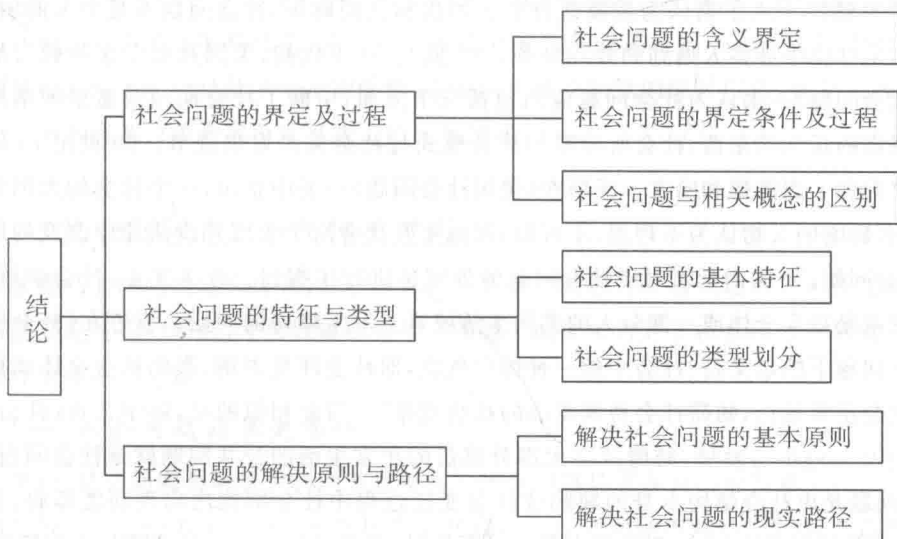 结论
社会问题的界定及过程
社会问题的含义界定
社会问题的界定条件及过程
社会问题与相关概念的区别
社会问题的特征与类型
社会问题的基本特征
社会问题的类型划分
社会问题的解决原则与路径
解决社会问题的基本原则
解决社会问题的现实路径